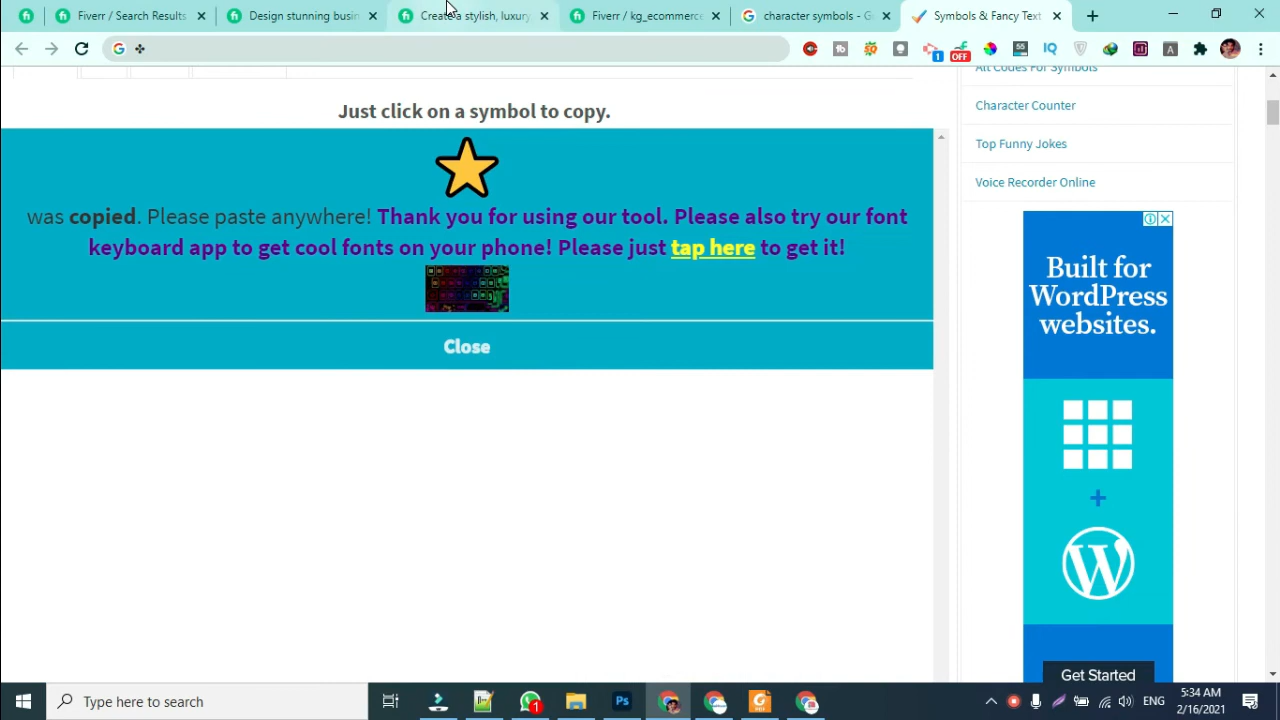 Fiverr / Search Results
Design stunning busin
Create stylish, luxury
Fiverr / kg_ecommerce
character symbols - Go
Symbols & Fancy Text
Alt Codes For Symbols
Just click on a symbol to copy.
Character Counter
Top Funny Jokes
Voice Recorder Online
was copied. Please paste anywhere! Thank you for using our tool. Please also try our font
keyboard app to get cool fonts on your phone! Please just tap here to get it!
Close
Built for
WordPress
websites.
Get Started
Type here to search
ENG
5:34 AM
2/16/2021